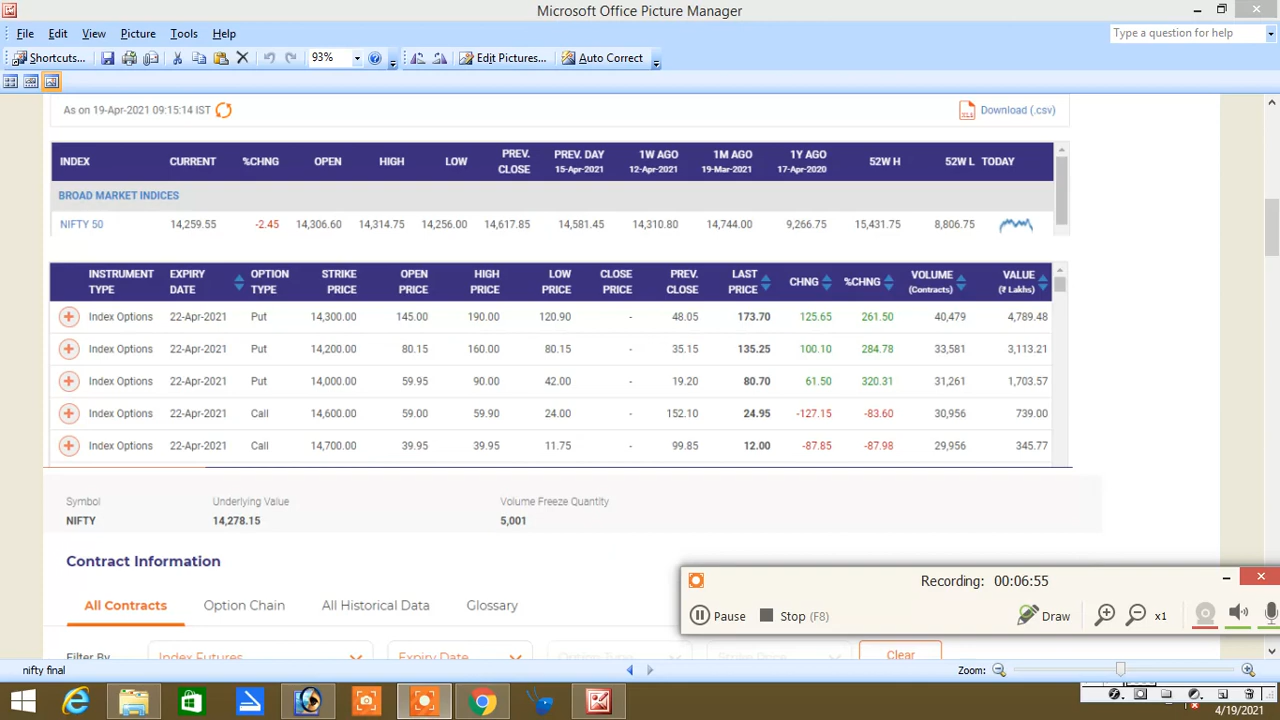 Microsoft Office Picture Manager
File Edit View Picture Tools Help
Type a question for help
Shortcuts... 93% Edit Pictures... Auto Correct
As on 19-Apr-2021 09:15:14 IST Download (.csv)
INDEX CURRENT %CHNG OPEN HIGH LOW PREV. CLOSE PREV. DAY 15-Apr-2021 1W AGO 12-Apr-2021 1M AGO 19-Mar-2021 1Y AGO 17-Apr-2020 52W H 52W L TODAY
BROAD MARKET INDICES
NIFTY 50 14,259.55 -2.45 14,306.60 14,314.75 14,256.00 14,617.85 14,581.45 14,310.80 14,744.00 9,266.75 15,431.75 8,806.75
INSTRUMENT TYPE EXPIRY DATE OPTION TYPE STRIKE PRICE OPEN PRICE HIGH PRICE LOW PRICE CLOSE PRICE PREV. CLOSE LAST PRICE CHNG %CHNG VOLUME (Contracts) VALUE (₹ Lakhs)
Index Options 22-Apr-2021 Put 14,300.00 145.00 190.00 120.90 - 48.05 173.70 125.65 261.50 40,479 4,789.48
Index Options 22-Apr-2021 Put 14,200.00 80.15 160.00 80.15 - 35.15 135.25 100.10 284.78 33,581 3,113.21
Index Options 22-Apr-2021 Put 14,000.00 59.95 90.00 42.00 - 19.20 80.70 61.50 320.31 31,261 1,703.57
Index Options 22-Apr-2021 Call 14,600.00 59.00 59.90 24.00 - 152.10 24.95 -127.15 -83.60 30,956 739.00
Index Options 22-Apr-2021 Call 14,700.00 39.95 39.95 11.75 - 99.85 12.00 -87.85 -87.98 29,956 345.77
Symbol Underlying Value Volume Freeze Quantity
NIFTY 14,278.15 5,001
Contract Information
Recording: 00:06:55
All Contracts Option Chain All Historical Data Glossary
Pause Stop (F8) Draw x1
Filter By Index Futures Expiry Date Option Type Strike Price Clear
nifty final Zoom:
4/19/2021